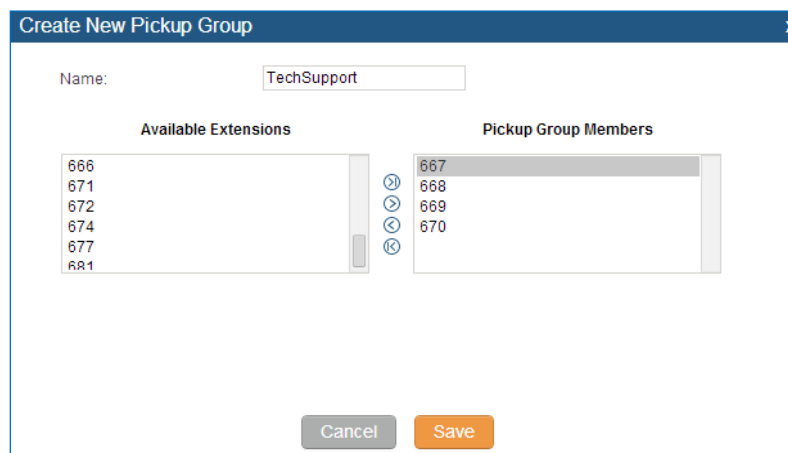 Create New Pickup Group
Name: TechSupport
Available Extensions
Pickup Group Members
666
671
672
674
677
681
667
668
669
670
Cancel
Save